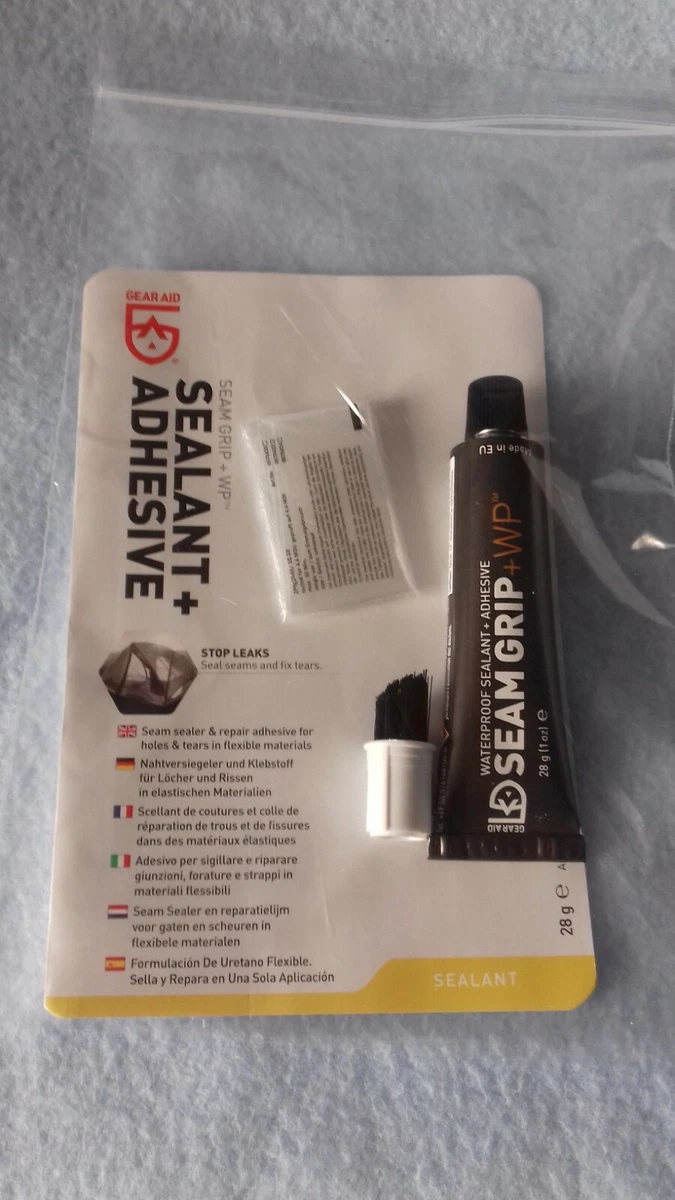 GEAR AID
SEAM GRIP + WP™
SEALANT +
ADHESIVE
STOP LEAKS
Seal seams and fix tears.
Seam sealer & repair adhesive for
holes & tears in flexible materials
Nahtversiegeler und Klebstoff
für Löcher und Rissen
in elastischen Materialien
Scellant de coutures et colle de
réparation de trous et de fissures
dans des matériaux élastiques
Adesivo per sigillare e riparare
giunzioni, forature e strappi in
materiali flessibili
Seam Sealer en reparatielijm
voor gaten en scheuren in
flexibele materialen
Formulación De Uretano Flexible.
Sella y Repara en Una Sola Aplicación
SEALANT
28 g ℮
Made in EU
WATERPROOF SEALANT + ADHESIVE
SEAM GRIP +WP™
28 g (1 oz) ℮
GEAR AID